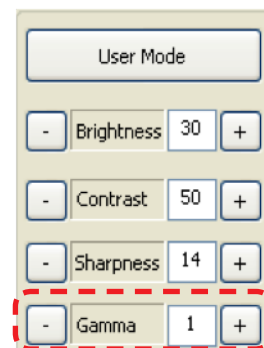 User Mode
- Brightness 30 +
- Contrast 50 +
- Sharpness 14 +
- Gamma 1 +